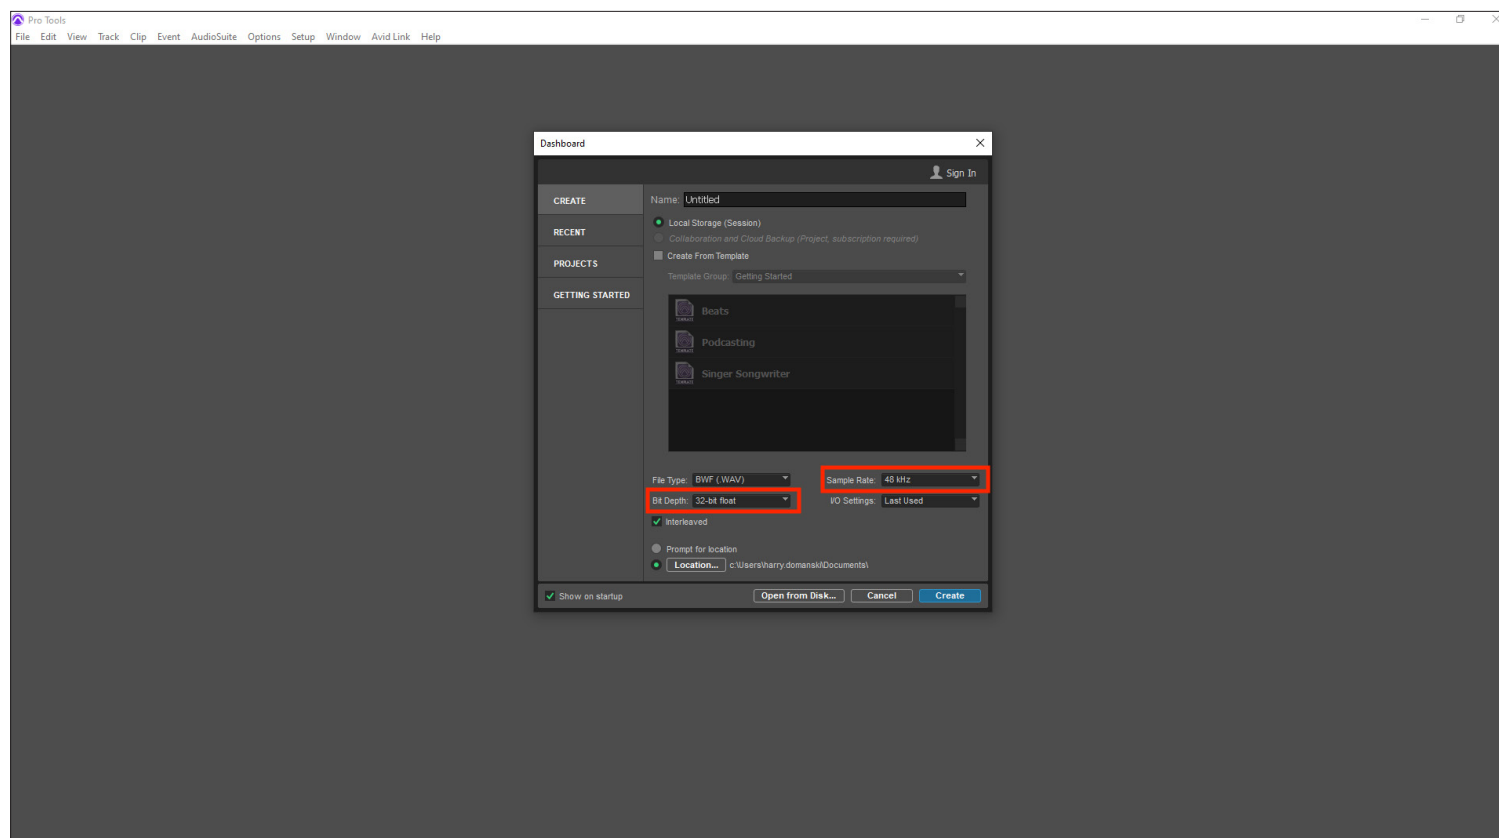 Pro Tools
File Edit View Track Clip Event AudioSuite Options Setup Window Avid Link Help
Dashboard
Sign In
CREATE
RECENT
PROJECTS
GETTING STARTED
Name: Untitled
Local Storage (Session)
Collaboration and Cloud Backup (Project, subscription required)
Create From Template
Template Group: Getting Started
Beats
Podcasting
Singer Songwriter
File Type: BWF (.WAV) Sample Rate: 48 kHz
Bit Depth: 32-bit float I/O Settings: Last Used
Interleaved
Prompt for location
Location... c:\Users\harry.domanski\Documents\
Show on startup Open from Disk... Cancel Create